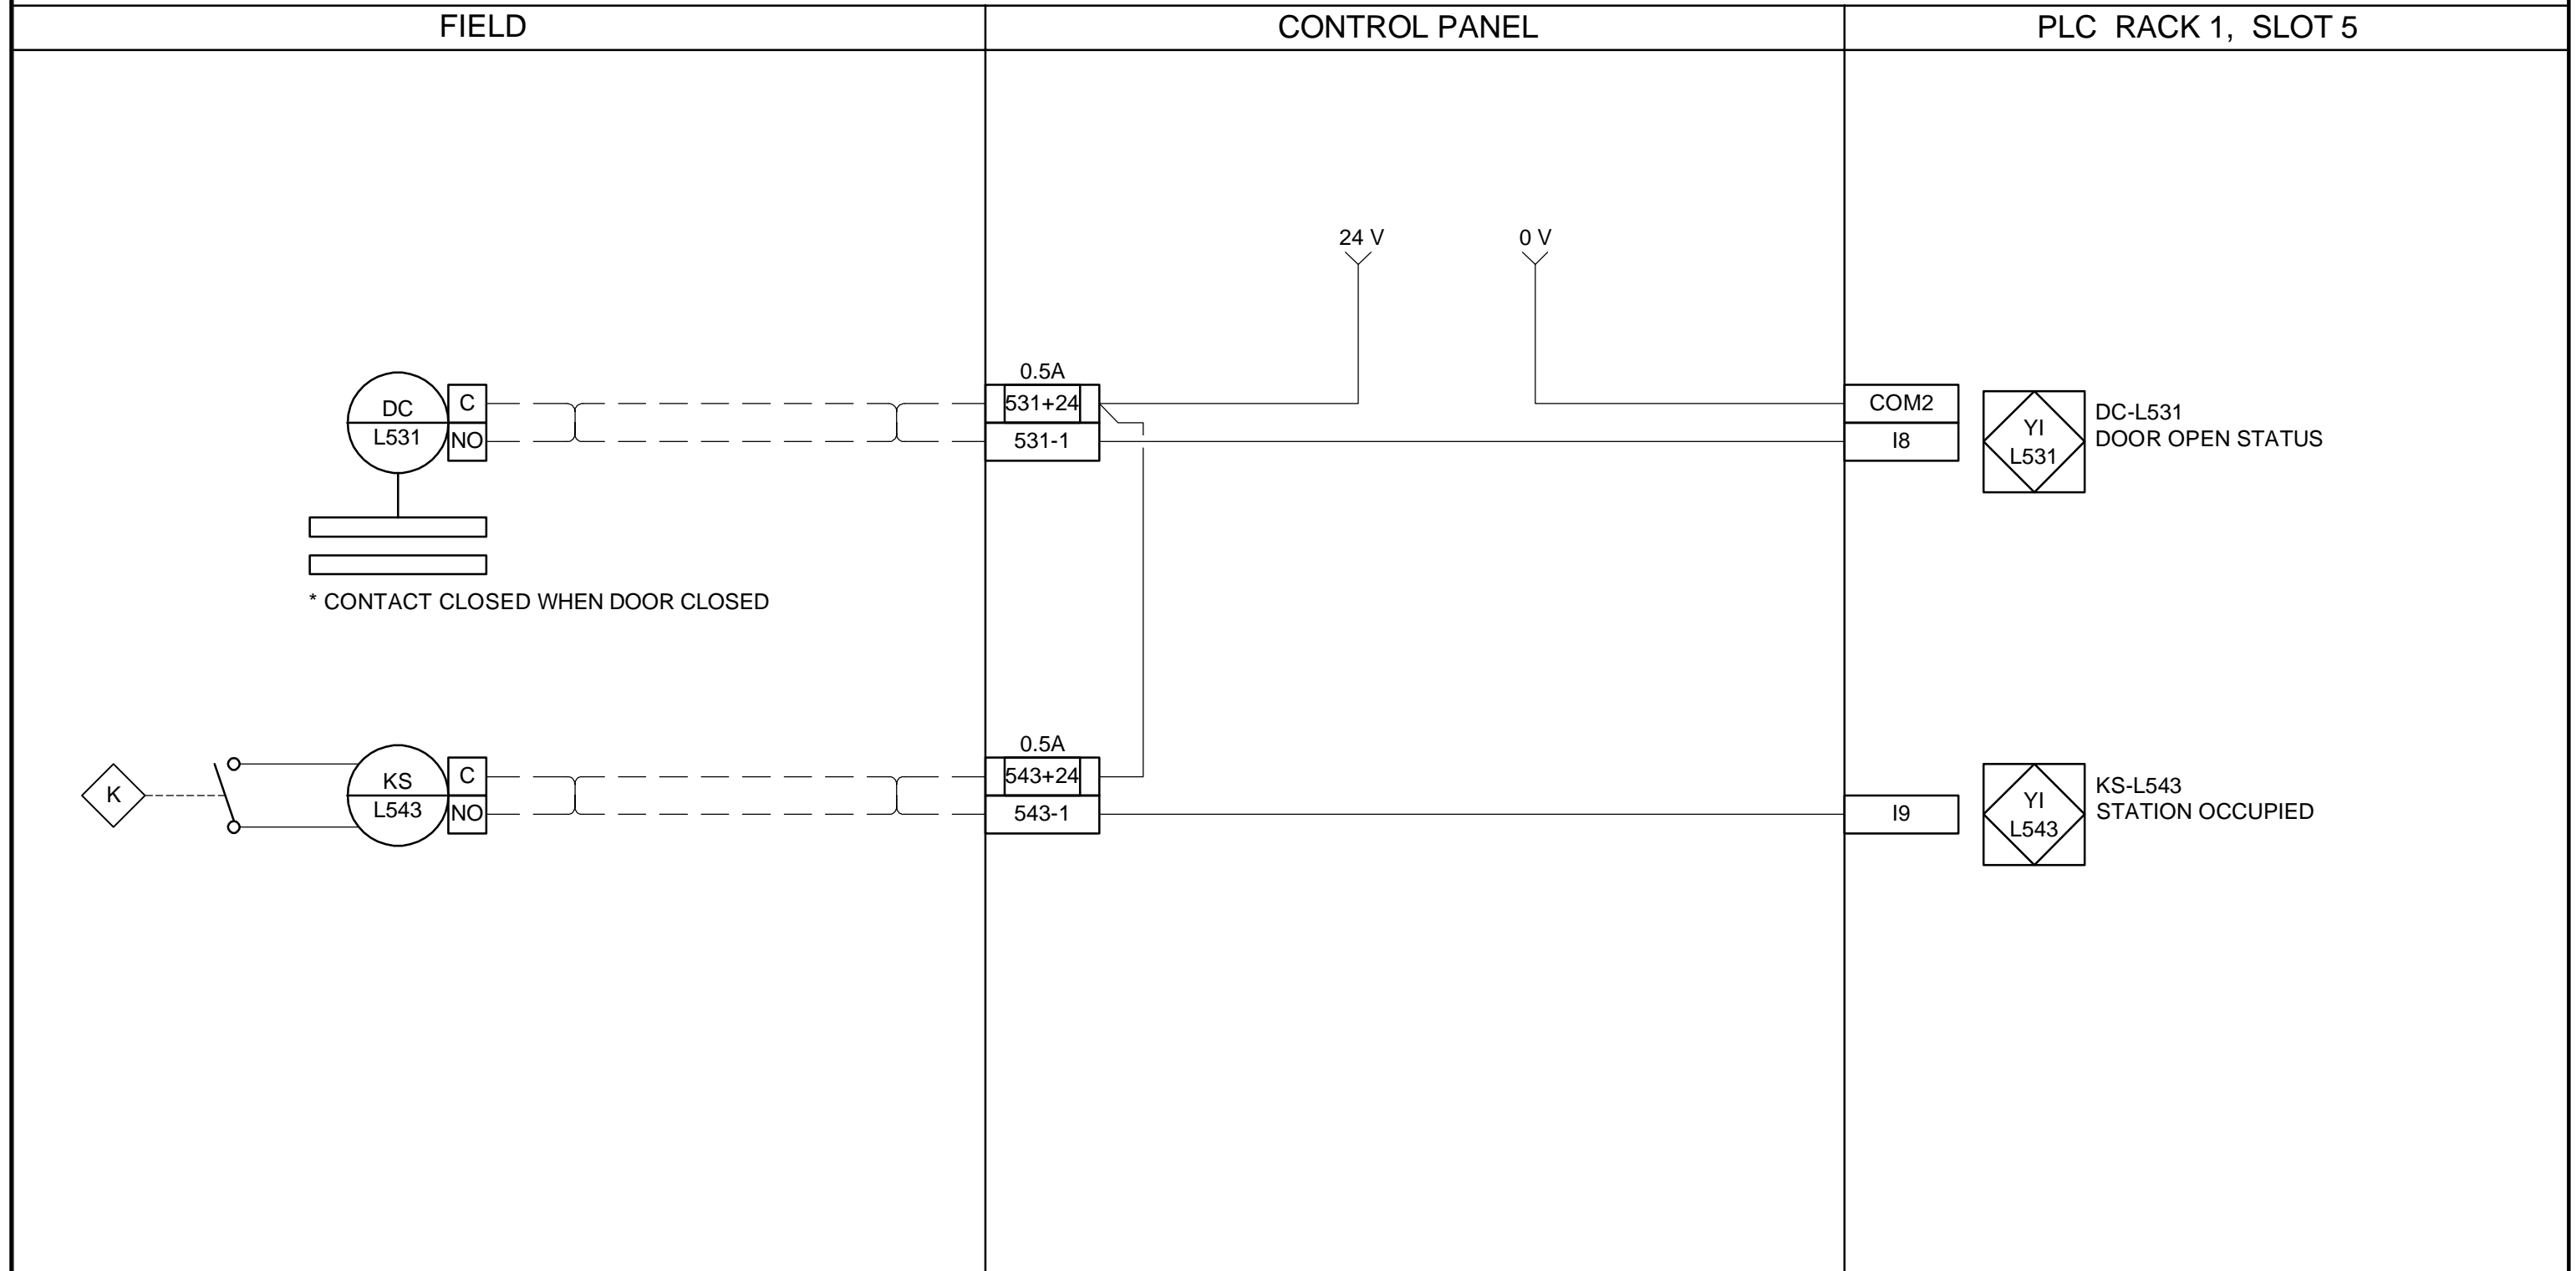 FIELD
CONTROL PANEL
PLC RACK 1, SLOT 5
24 V
0 V
0.5A
DC
L531
C
NO
531+24
531-1
COM2
I8
YI
L531
DC-L531
DOOR OPEN STATUS
* CONTACT CLOSED WHEN DOOR CLOSED
0.5A
K
KS
L543
C
NO
543+24
543-1
I9
YI
L543
KS-L543
STATION OCCUPIED